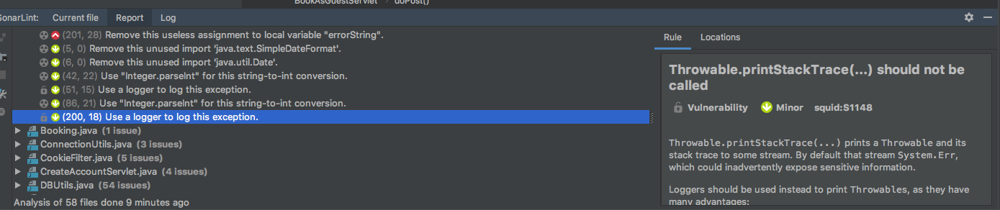 BookAsGuestServlet › doPost()
SonarLint: Current file Report Log
(201, 28) Remove this useless assignment to local variable "errorString".
(5, 0) Remove this unused import 'java.text.SimpleDateFormat'.
(6, 0) Remove this unused import 'java.util.Date'.
(42, 22) Use "Integer.parseInt" for this string-to-int conversion.
(51, 15) Use a logger to log this exception.
(86, 21) Use "Integer.parseInt" for this string-to-int conversion.
(200, 18) Use a logger to log this exception.
Booking.java (1 issue)
ConnectionUtils.java (3 issues)
CookieFilter.java (5 issues)
CreateAccountServlet.java (4 issues)
DBUtils.java (54 issues)
Analysis of 58 files done 9 minutes ago
Rule Locations
Throwable.printStackTrace(...) should not be
called
Vulnerability Minor squid:S1148
Throwable.printStackTrace(...) prints a Throwable and its
stack trace to some stream. By default that stream System.Err,
which could inadvertently expose sensitive information.
Loggers should be used instead to print Throwables, as they have
many advantages: